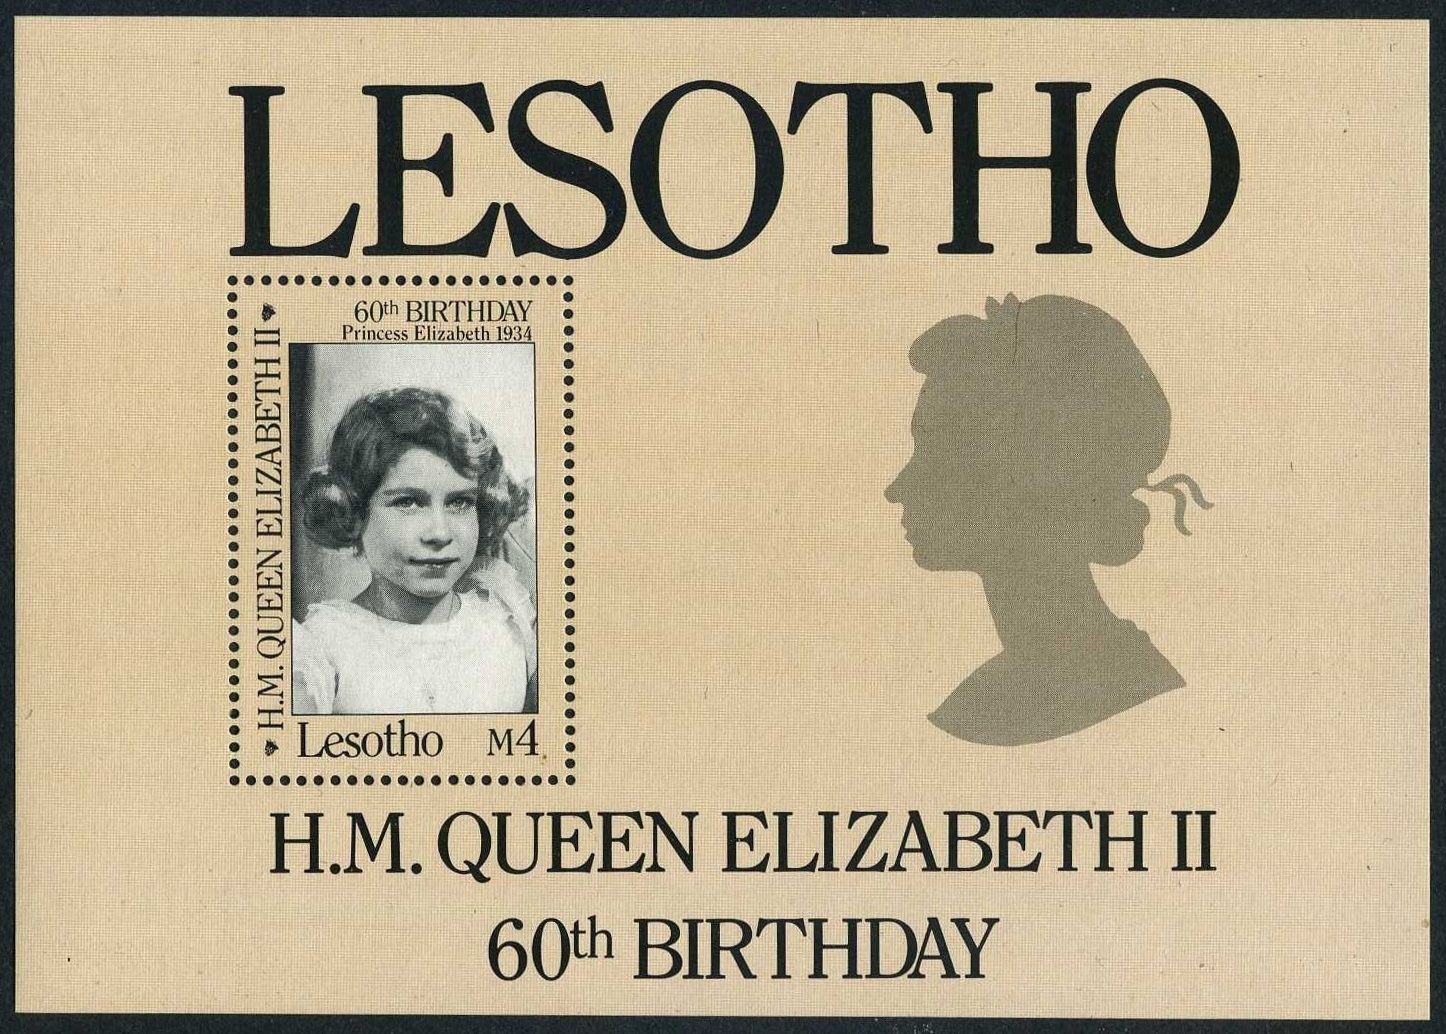 LESOTHO
60th BIRTHDAY
Princess Elizabeth 1934
H.M. QUEEN ELIZABETH II
Lesotho M4
H.M. QUEEN ELIZABETH II
60th BIRTHDAY